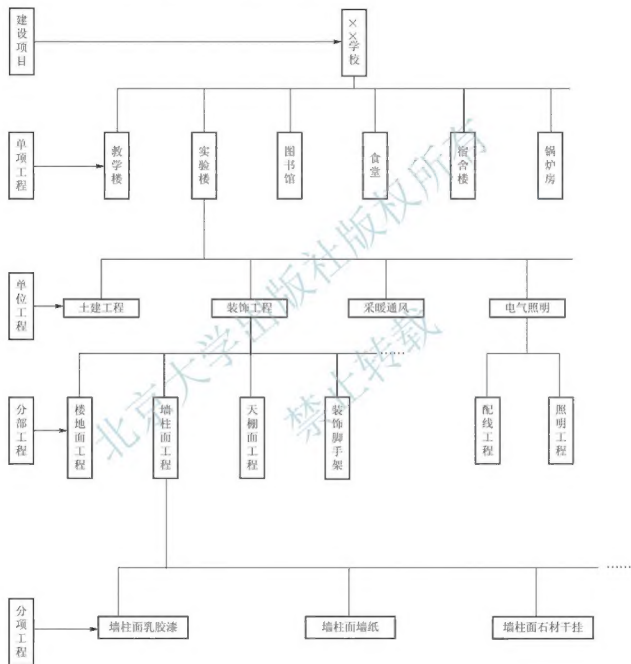 建设项目
××学校
单项工程
教学楼
实验楼
图书馆
食堂
宿舍楼
锅炉房
单位工程
土建工程
装饰工程
采暖通风
电气照明
……
分部工程
楼地面工程
墙柱面工程
天棚面工程
装饰脚手架
配线工程
照明工程
……
分项工程
墙柱面乳胶漆
墙柱面墙纸
墙柱面石材干挂
北京大学出版社版权所有
禁止转载